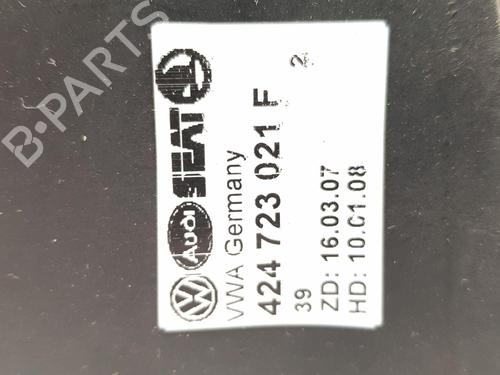 B-PARTS
AUDI
SEAT
VWA Germany
424 723 021 F
39
2
ZD: 16.03.07
HD: 10.01.08